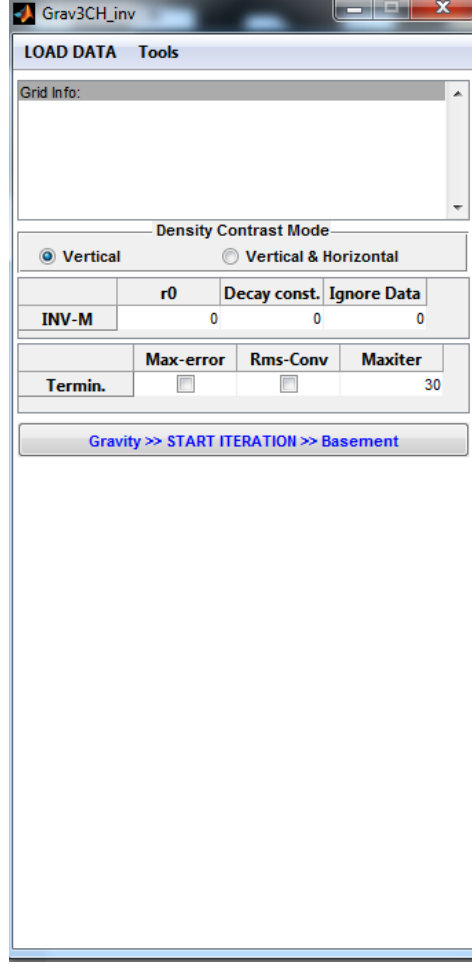 Grav3CH_inv
LOAD DATA Tools
Grid Info:
Density Contrast Mode
Vertical Vertical & Horizontal
r0 Decay const. Ignore Data
INV-M 0 0 0
Max-error Rms-Conv Maxiter
Termin. 30
Gravity >> START ITERATION >> Basement